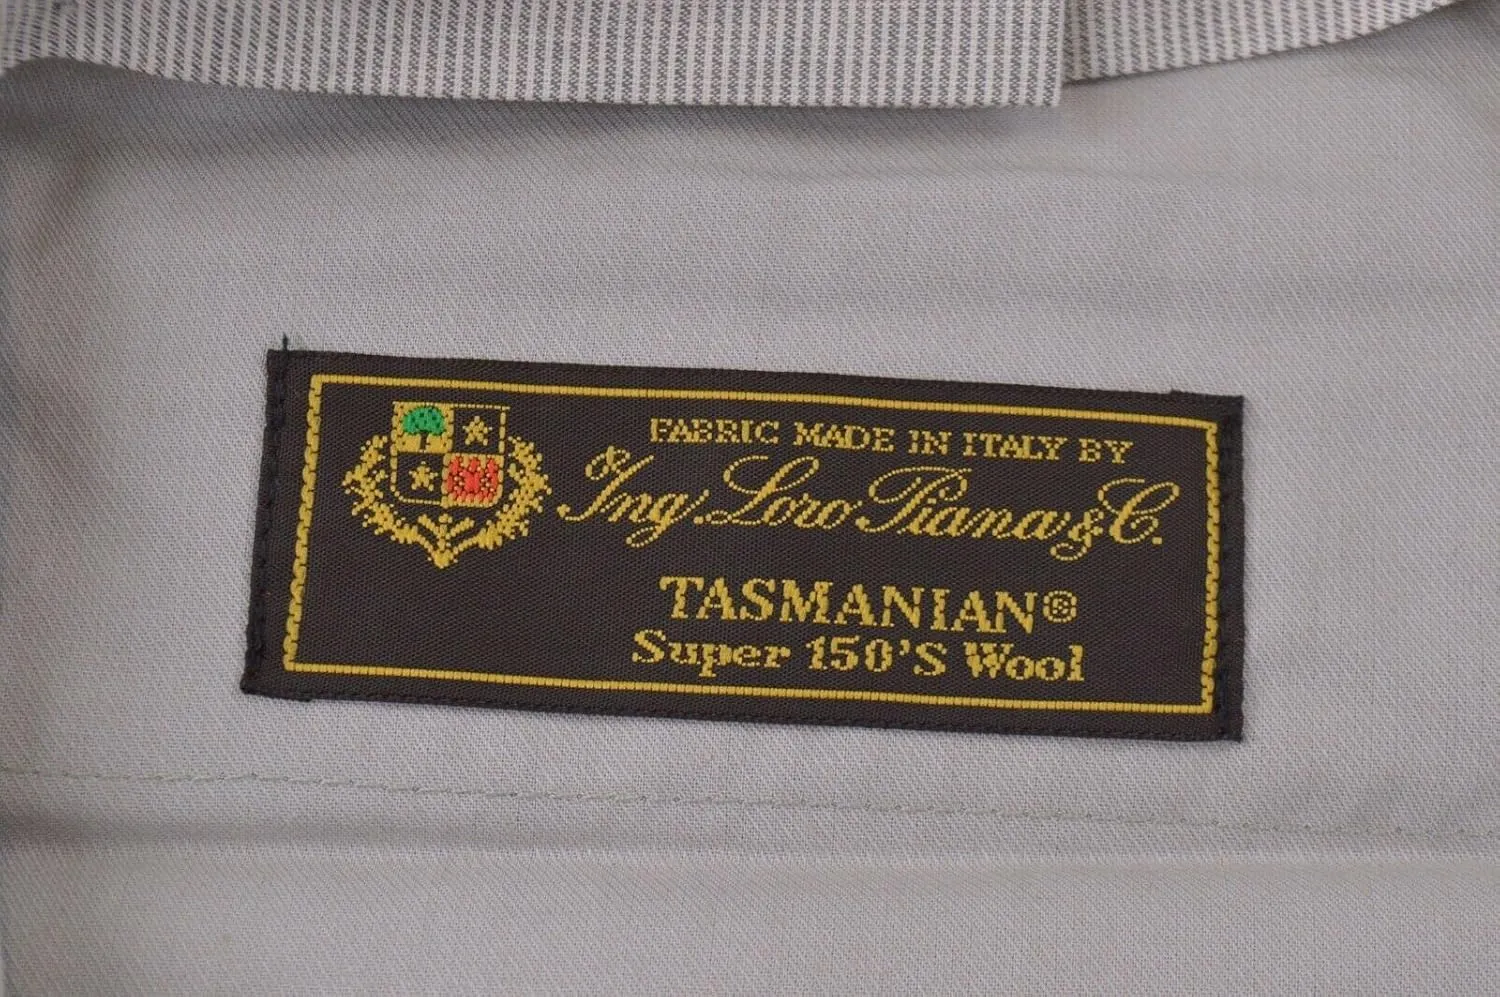 FABRIC MADE IN ITALY BY
Ing. Loro Piana & C.
TASMANIAN®
Super 150'S Wool